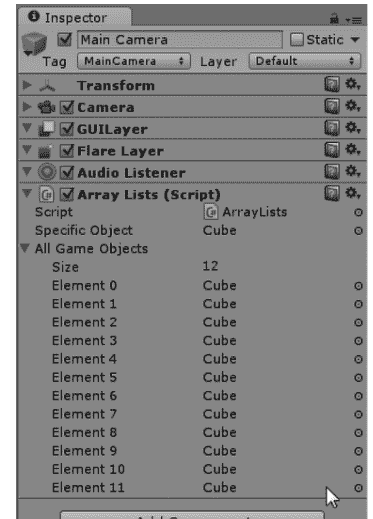 Inspector
Main Camera Static
Tag MainCamera Layer Default
Transform
Camera
GUILayer
Flare Layer
Audio Listener
Array Lists (Script)
Script ArrayLists
Specific Object Cube
All Game Objects
Size 12
Element 0 Cube
Element 1 Cube
Element 2 Cube
Element 3 Cube
Element 4 Cube
Element 5 Cube
Element 6 Cube
Element 7 Cube
Element 8 Cube
Element 9 Cube
Element 10 Cube
Element 11 Cube